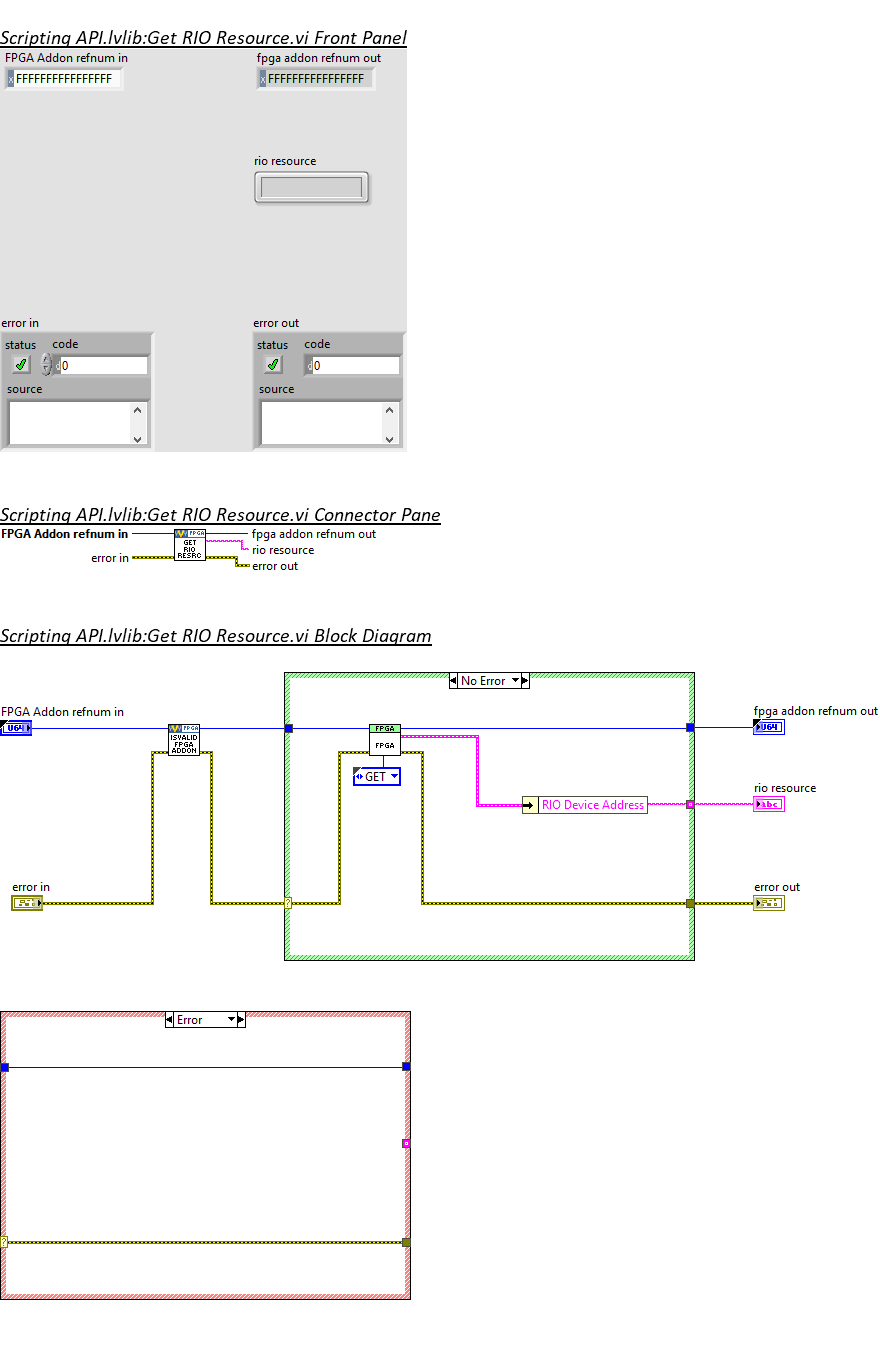 Scripting API.lvlib:Get RIO Resource.vi Front Panel
FPGA Addon refnum in
fpga addon refnum out
x FFFFFFFFFFFFFFFF
x FFFFFFFFFFFFFFFF
rio resource
error in
error out
status code
status code
0
0
source
source
Scripting API.lvlib:Get RIO Resource.vi Connector Pane
FPGA Addon refnum in
FPGA
GET
RIO
RESRC
fpga addon refnum out
rio resource
error in
error out
Scripting API.lvlib:Get RIO Resource.vi Block Diagram
No Error
FPGA Addon refnum in
fpga addon refnum out
U64
FPGA
ISVALID
FPGA
ADDON
FPGA
FPGA
U64
GET
rio resource
RIO Device Address
abc
error in
error out
?
Error
?